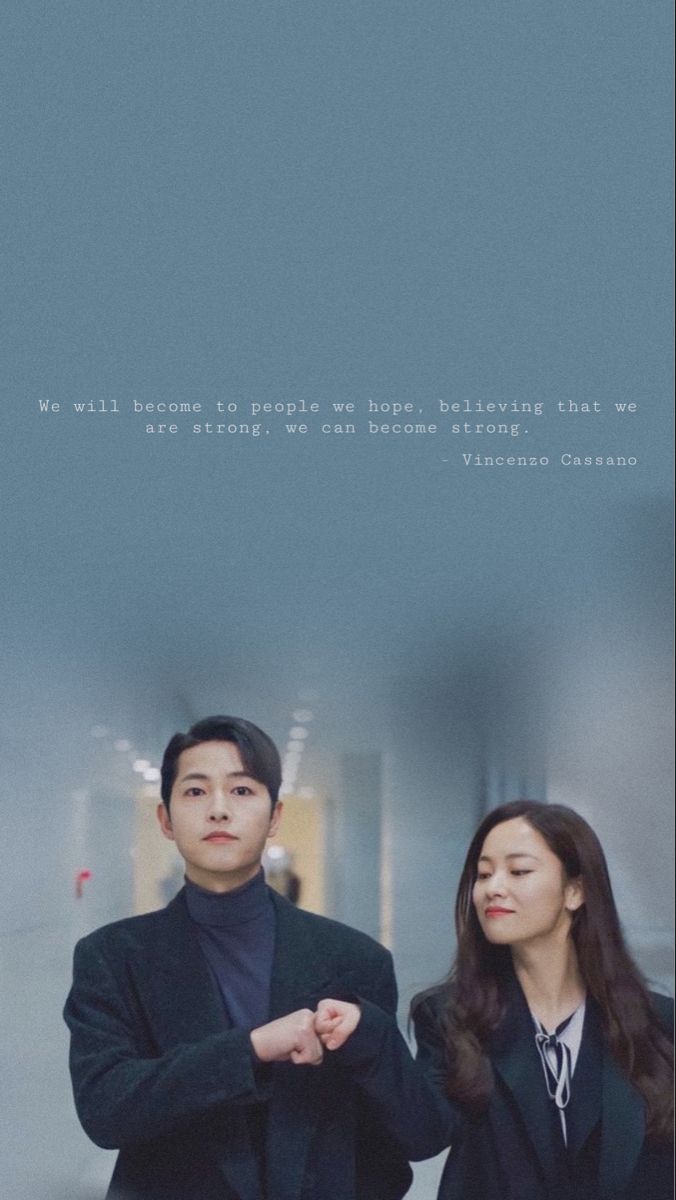 We will become to people we hope, believing that we
are strong, we can become strong.
- Vincenzo Cassano